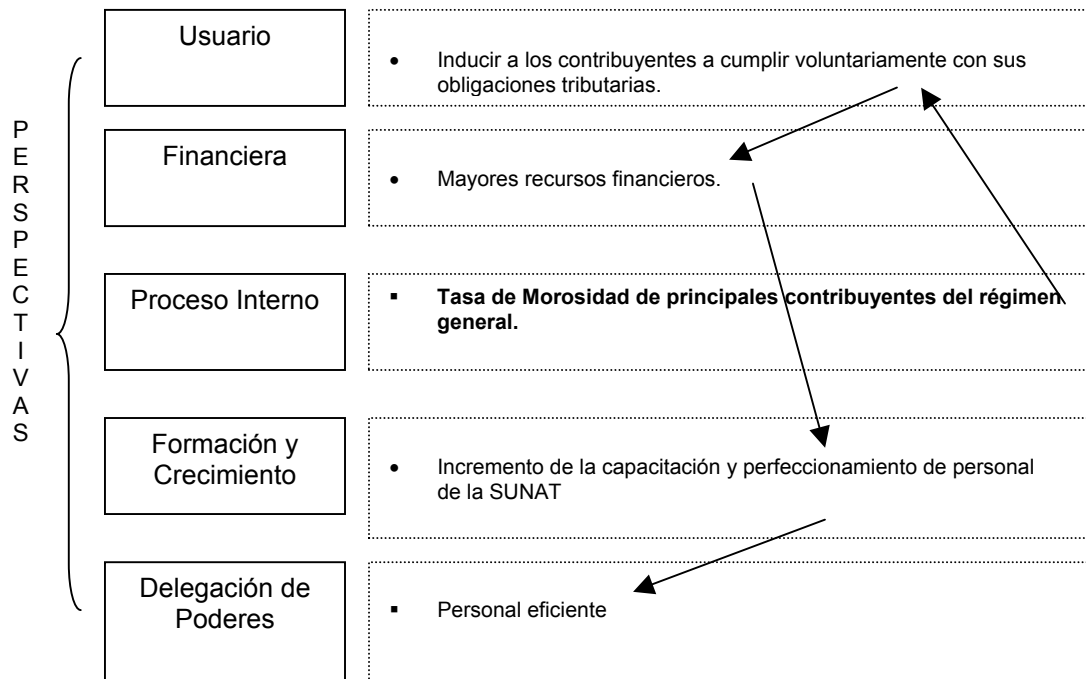 PERSPECTIVAS
Usuario
• Inducir a los contribuyentes a cumplir voluntariamente con sus
obligaciones tributarias.
Financiera
• Mayores recursos financieros.
Proceso Interno
▪ Tasa de Morosidad de principales contribuyentes del régimen
general.
Formación y
Crecimiento
• Incremento de la capacitación y perfeccionamiento de personal
de la SUNAT
Delegación de
Poderes
▪ Personal eficiente